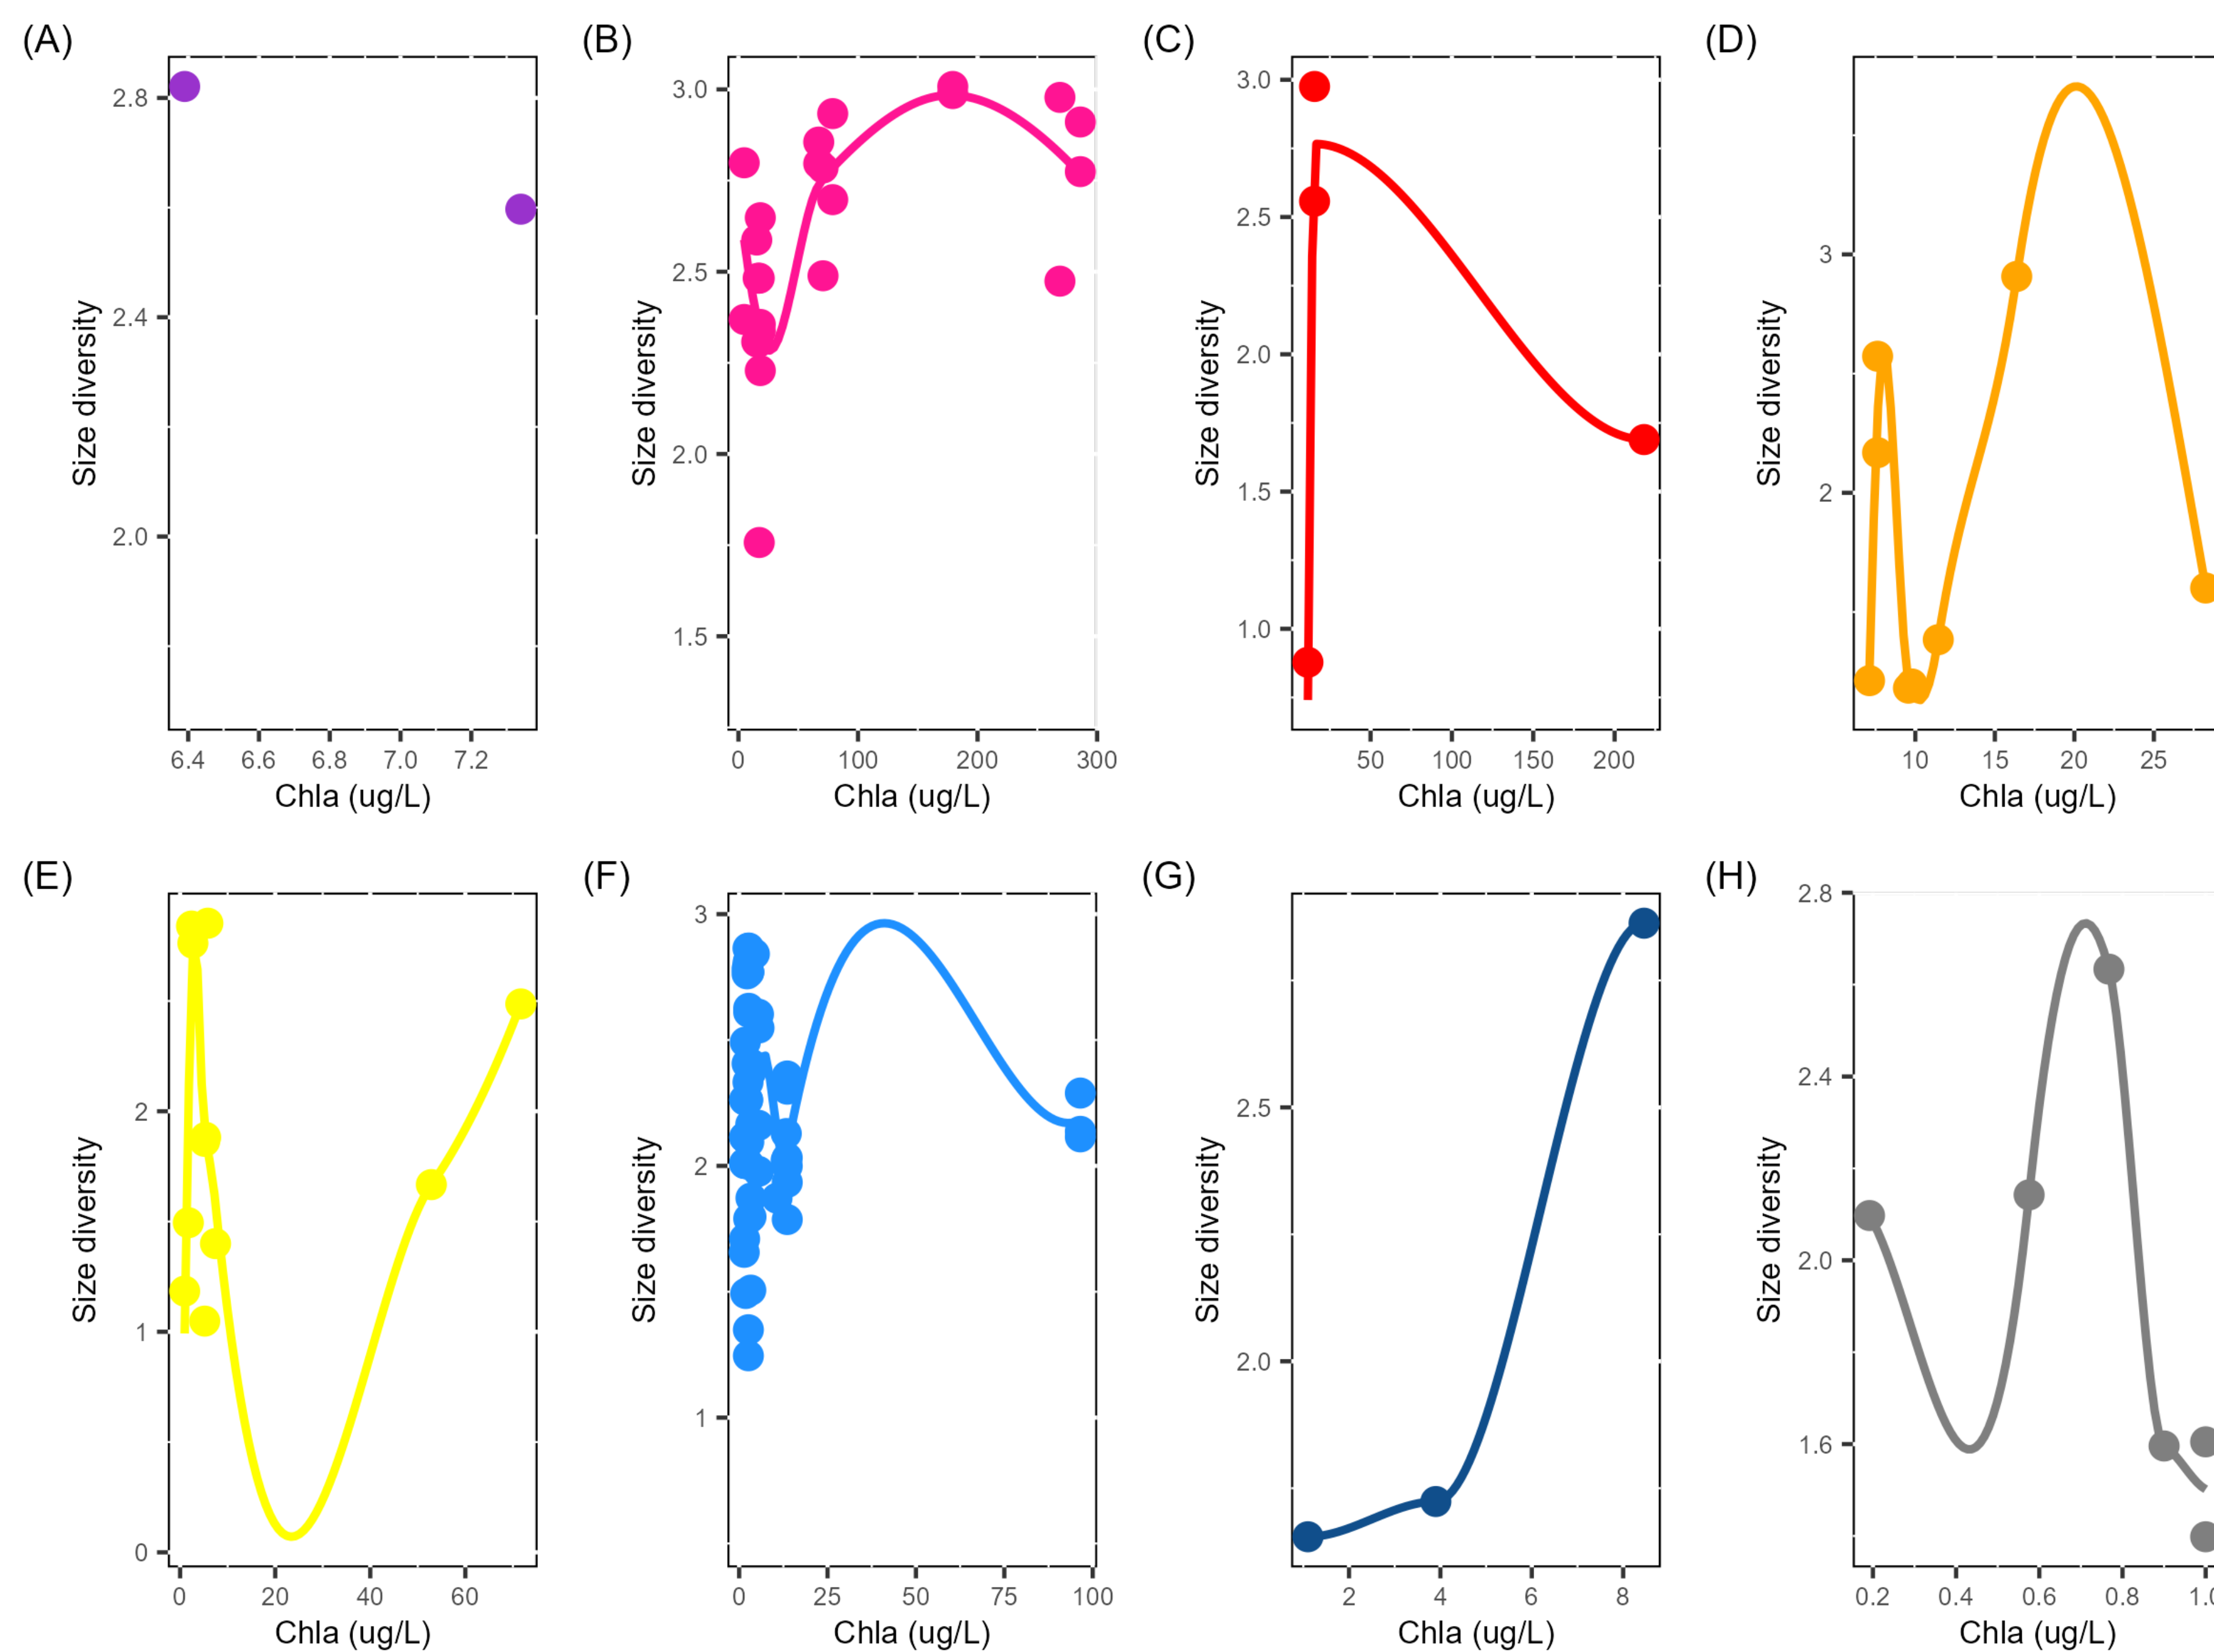 (A) (B) (C) (D)
2.8
2.4
2.0
Size diversity
6.4 6.6 6.8 7.0 7.2
Chla (ug/L)
3.0
2.5
2.0
1.5
Size diversity
0 100 200 300
Chla (ug/L)
3.0
2.5
2.0
1.5
1.0
Size diversity
50 100 150 200
Chla (ug/L)
3
2
Size diversity
10 15 20 25
Chla (ug/L)
(E) (F) (G) (H)
2
1
0
Size diversity
0 20 40 60
Chla (ug/L)
3
2
1
Size diversity
0 25 50 75 100
Chla (ug/L)
2.5
2.0
Size diversity
2 4 6 8
Chla (ug/L)
2.8
2.4
2.0
1.6
Size diversity
0.2 0.4 0.6 0.8 1.0
Chla (ug/L)